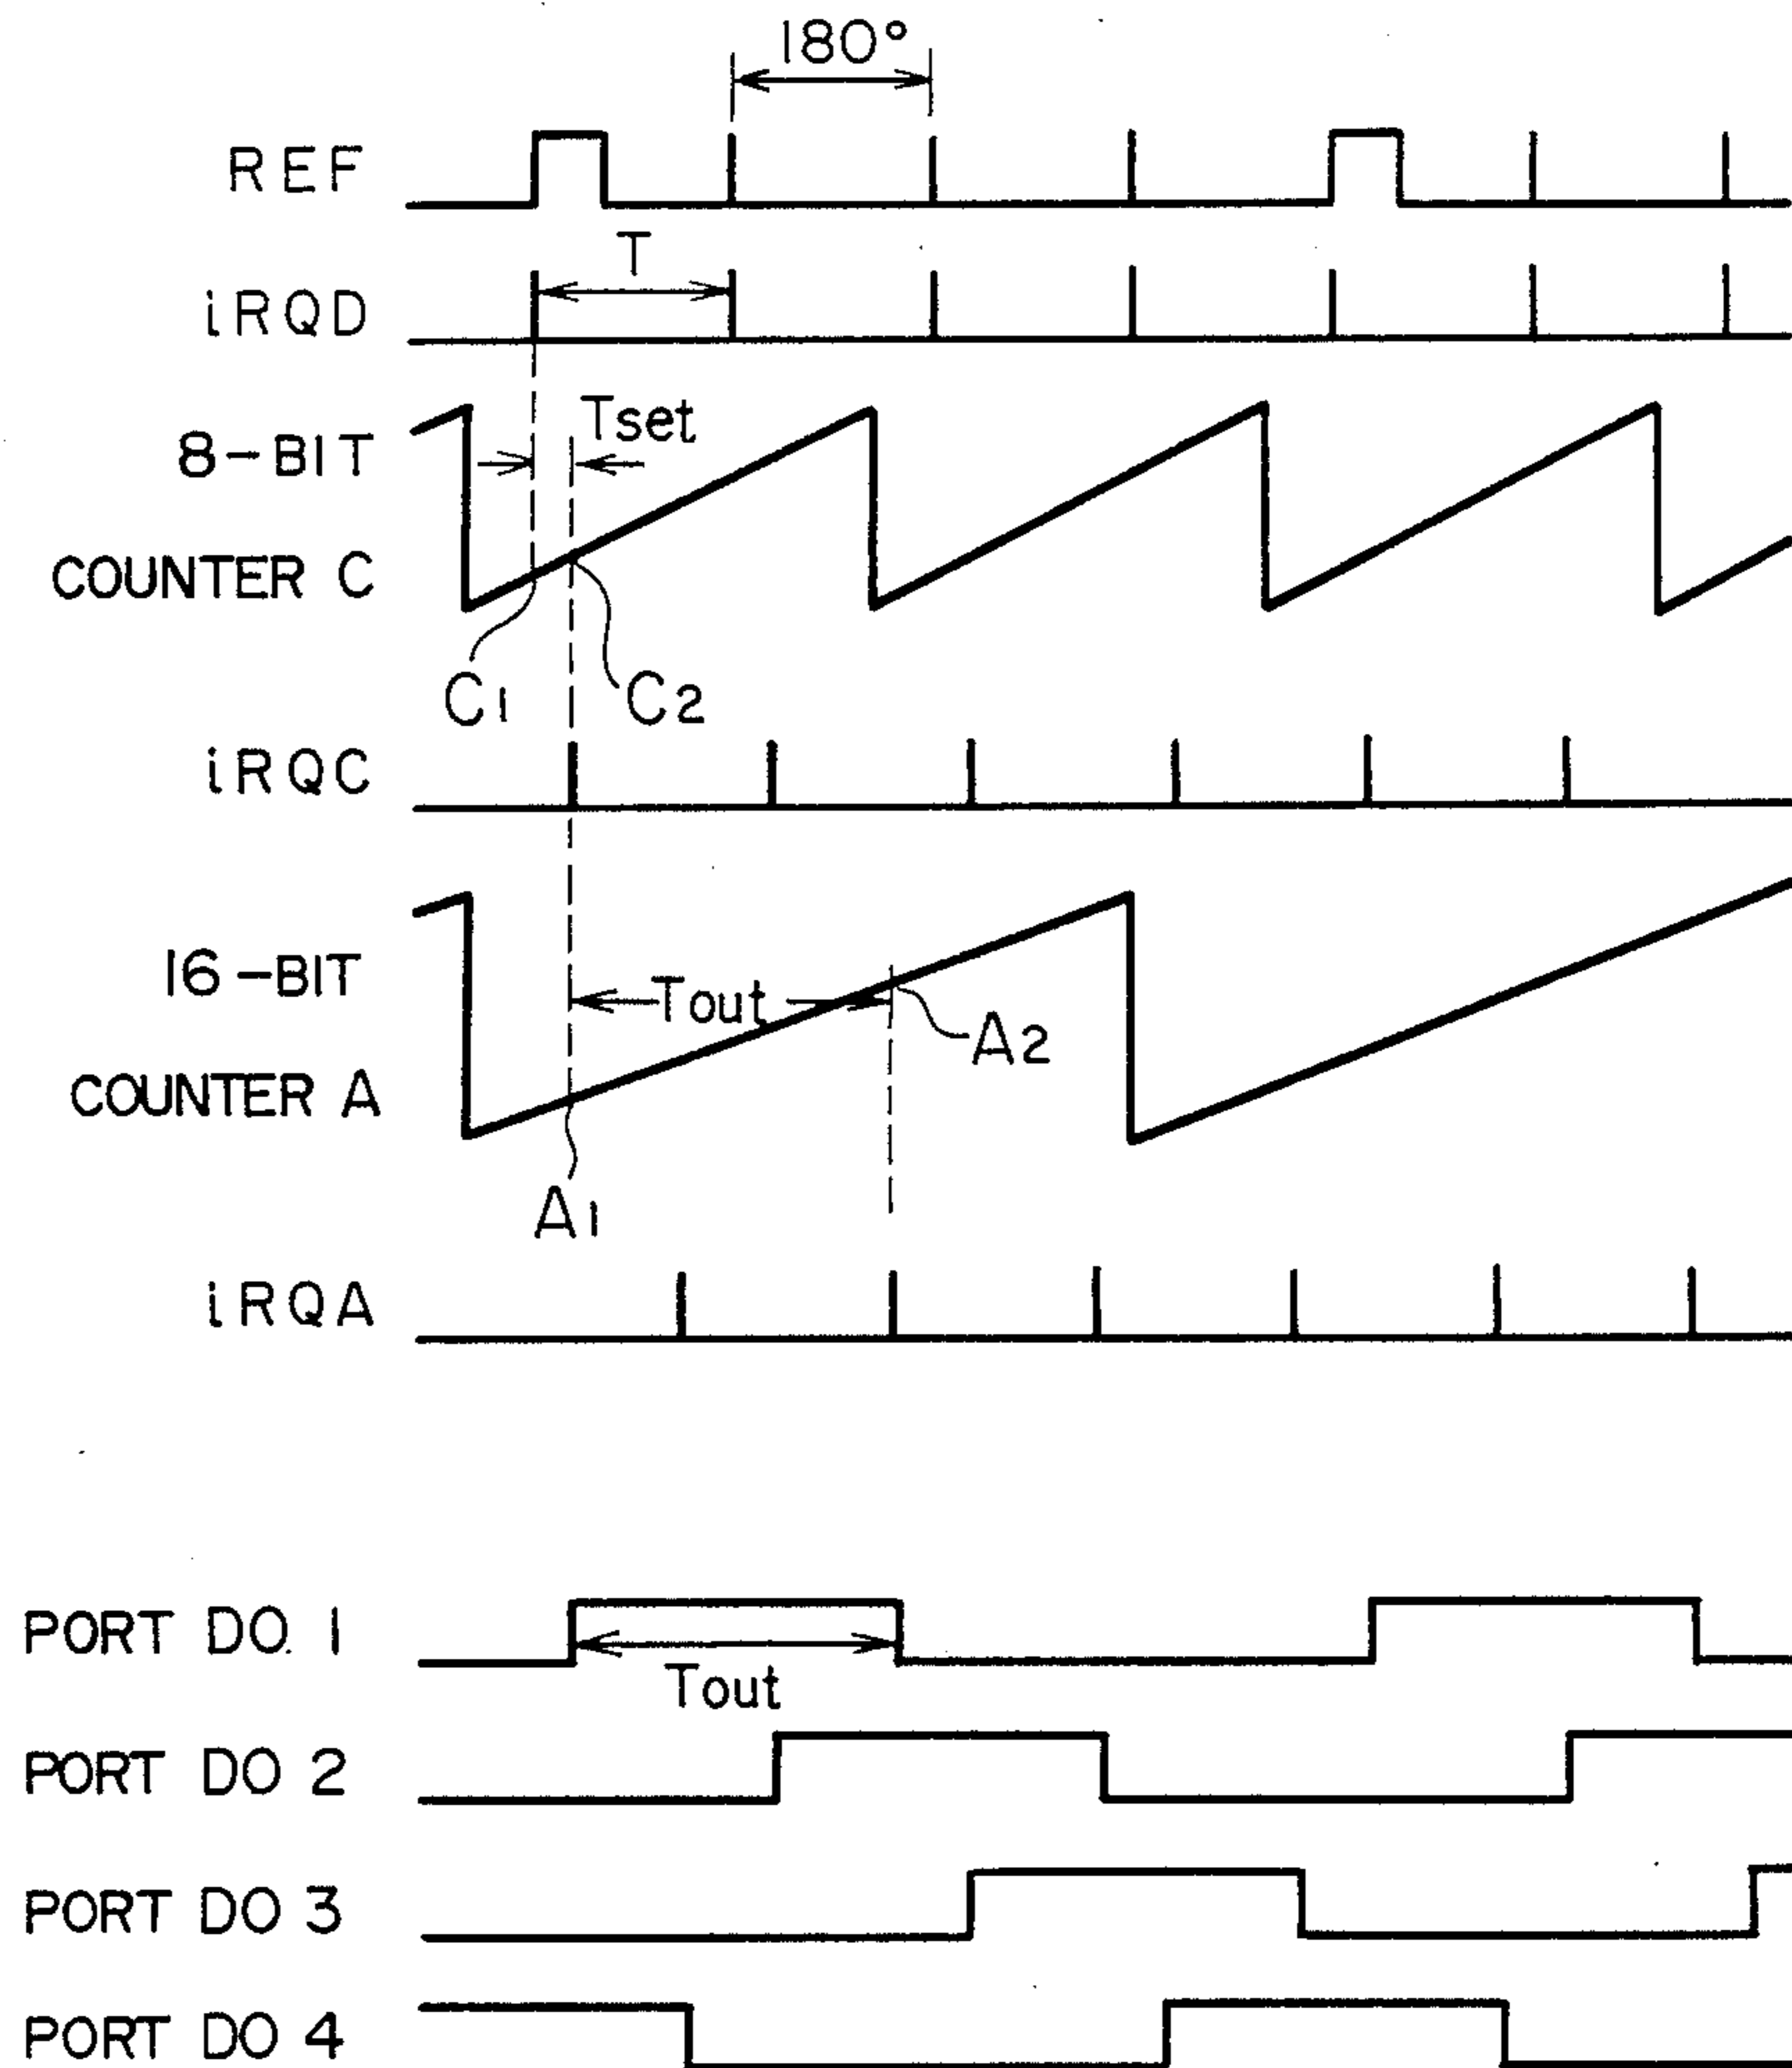 180°
REF
T
iRQD
Tset
8-BIT
COUNTER C
C1
C2
iRQC
16-BIT
Tout
A2
COUNTER A
A1
iRQA
PORT DO. 1
Tout
PORT DO 2
PORT DO 3
PORT DO 4